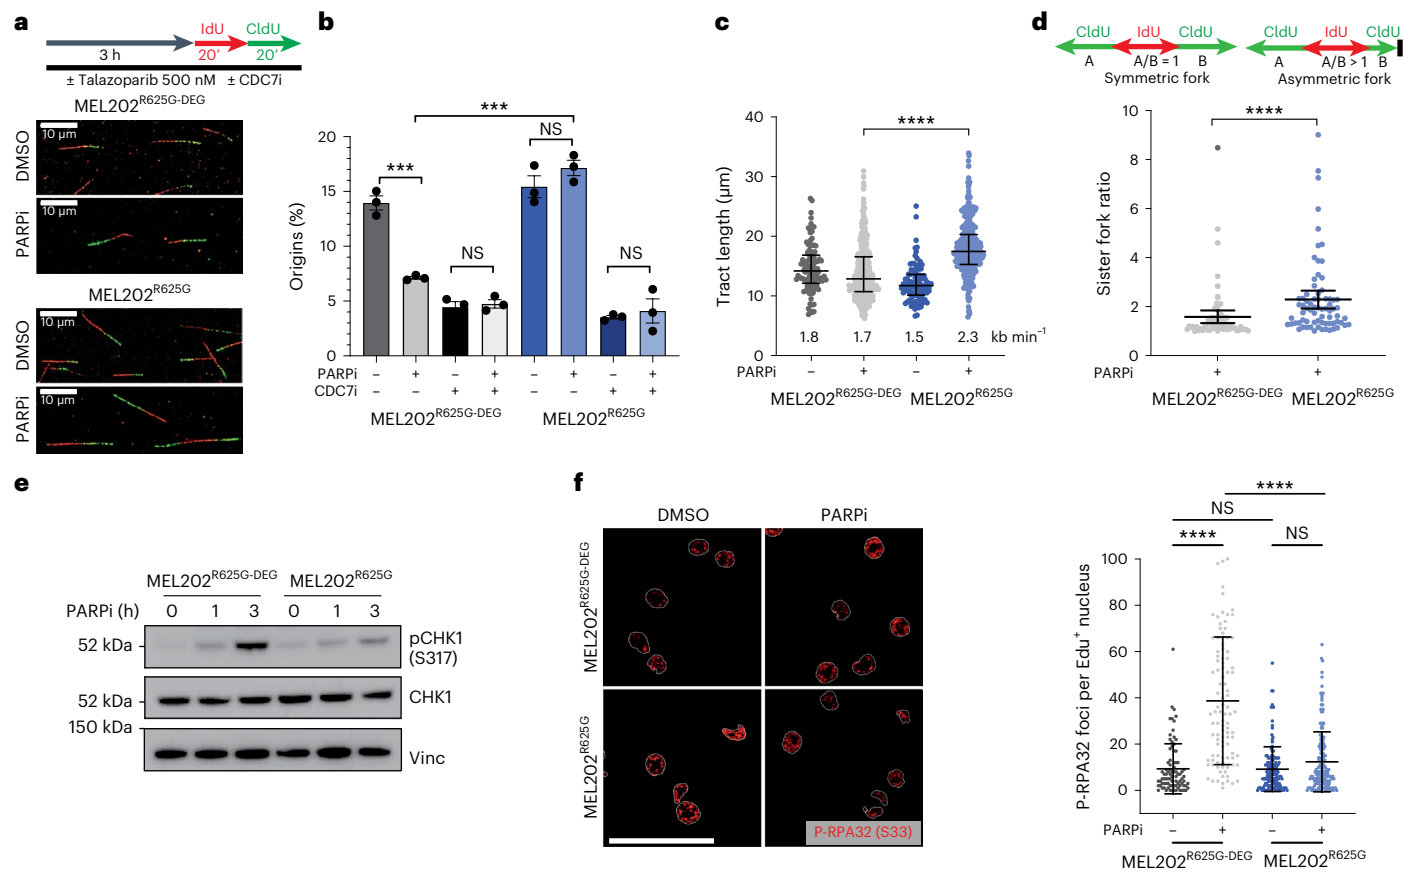 a
IdU
CldU
3 h
20′
20′
± Talazoparib 500 nM ± CDC7i
MEL202R625G-DEG
DMSO
10 µm
PARPi
10 µm
MEL202R625G
DMSO
10 µm
PARPi
10 µm
b
Origins (%)
20
15
10
5
0
***
***
NS
NS
NS
PARPi – + – + – + – +
CDC7i – – + + – – + +
MEL202R625G-DEG
MEL202R625G
c
Tract length (µm)
40
30
20
10
0
****
1.8 1.7 1.5 2.3 kb min−1
PARPi – + – +
MEL202R625G-DEG MEL202R625G
d
CldU IdU CldU
A A/B = 1 B
Symmetric fork
CldU IdU CldU
A A/B > 1 B
Asymmetric fork
Sister fork ratio
10
8
6
4
2
0
****
PARPi + +
MEL202R625G-DEG MEL202R625G
e
MEL202R625G-DEG MEL202R625G
PARPi (h) 0 1 3 0 1 3
52 kDa
pCHK1
(S317)
52 kDa
CHK1
150 kDa
Vinc
f
DMSO
PARPi
MEL202R625G-DEG
MEL202R625G
P-RPA32 (S33)
P-RPA32 foci per Edu+ nucleus
100
80
60
40
20
0
****
NS
****
NS
PARPi – + – +
MEL202R625G-DEG MEL202R625G